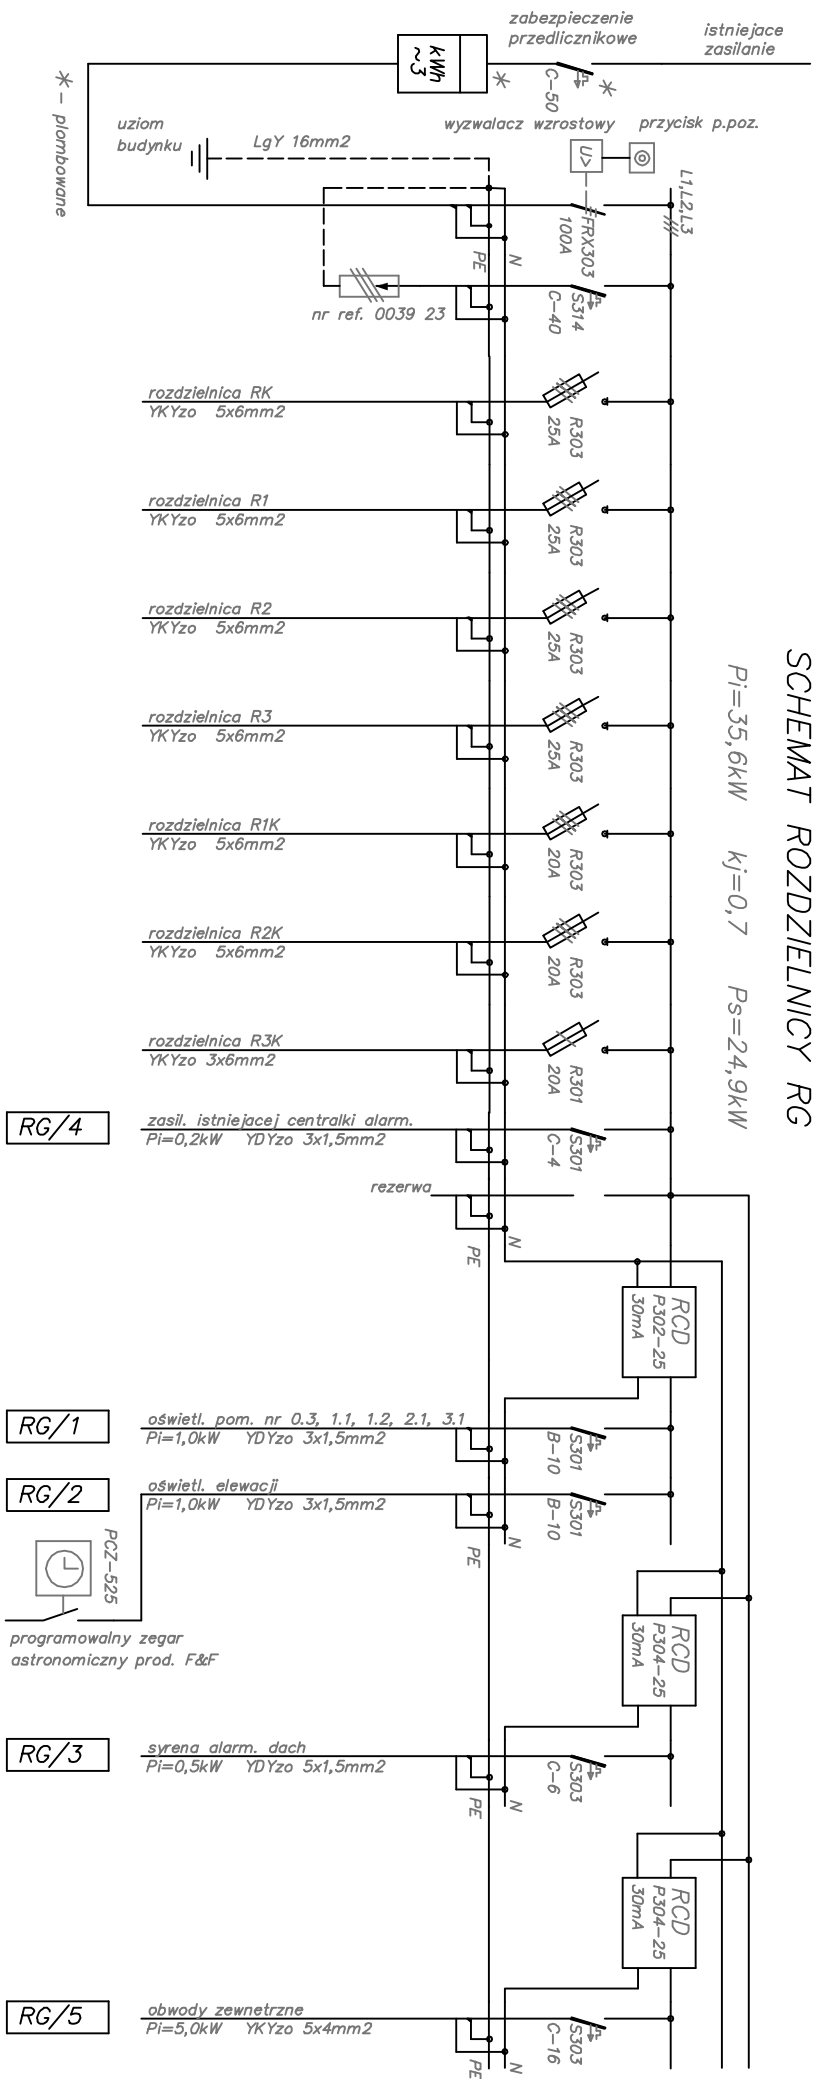 SCHEMAT ROZDZIELNICY RG
Pi=35,6kW kj=0,7 Ps=24,9kW
istniejace
zasilanie
zabezpieczenie
przedlicznikowe
C-50
*
*
kWh
~3
* - plombowane
uziom
budynku
LgY 16mm2
wyzwalacz wzrostowy
przycisk p.poz.
U>
L1,L2,L3
FRX303
100A
N
PE
S314
C-40
nr ref. 0039 23
rozdzielnica RK
YKYzo 5x6mm2
R303
25A
rozdzielnica R1
YKYzo 5x6mm2
R303
25A
rozdzielnica R2
YKYzo 5x6mm2
R303
25A
rozdzielnica R3
YKYzo 5x6mm2
R303
25A
rozdzielnica R1K
YKYzo 5x6mm2
R303
20A
rozdzielnica R2K
YKYzo 5x6mm2
R303
20A
rozdzielnica R3K
YKYzo 3x6mm2
R301
20A
RG/4
zasil. istniejacej centralki alarm.
Pi=0,2kW YDYzo 3x1,5mm2
S301
C-4
rezerwa
N
PE
RCD
P302-25
30mA
RG/1
oświetl. pom. nr 0.3, 1.1, 1.2, 2.1, 3.1
Pi=1,0kW YDYzo 3x1,5mm2
S301
B-10
RG/2
oświetl. elewacji
Pi=1,0kW YDYzo 3x1,5mm2
S301
B-10
N
PE
PCZ-525
programowalny zegar
astronomiczny prod. F&F
RCD
P304-25
30mA
RG/3
syrena alarm. dach
Pi=0,5kW YDYzo 5x1,5mm2
S303
C-6
N
PE
RCD
P304-25
30mA
RG/5
obwody zewnetrzne
Pi=5,0kW YKYzo 5x4mm2
S303
C-16
N
PE